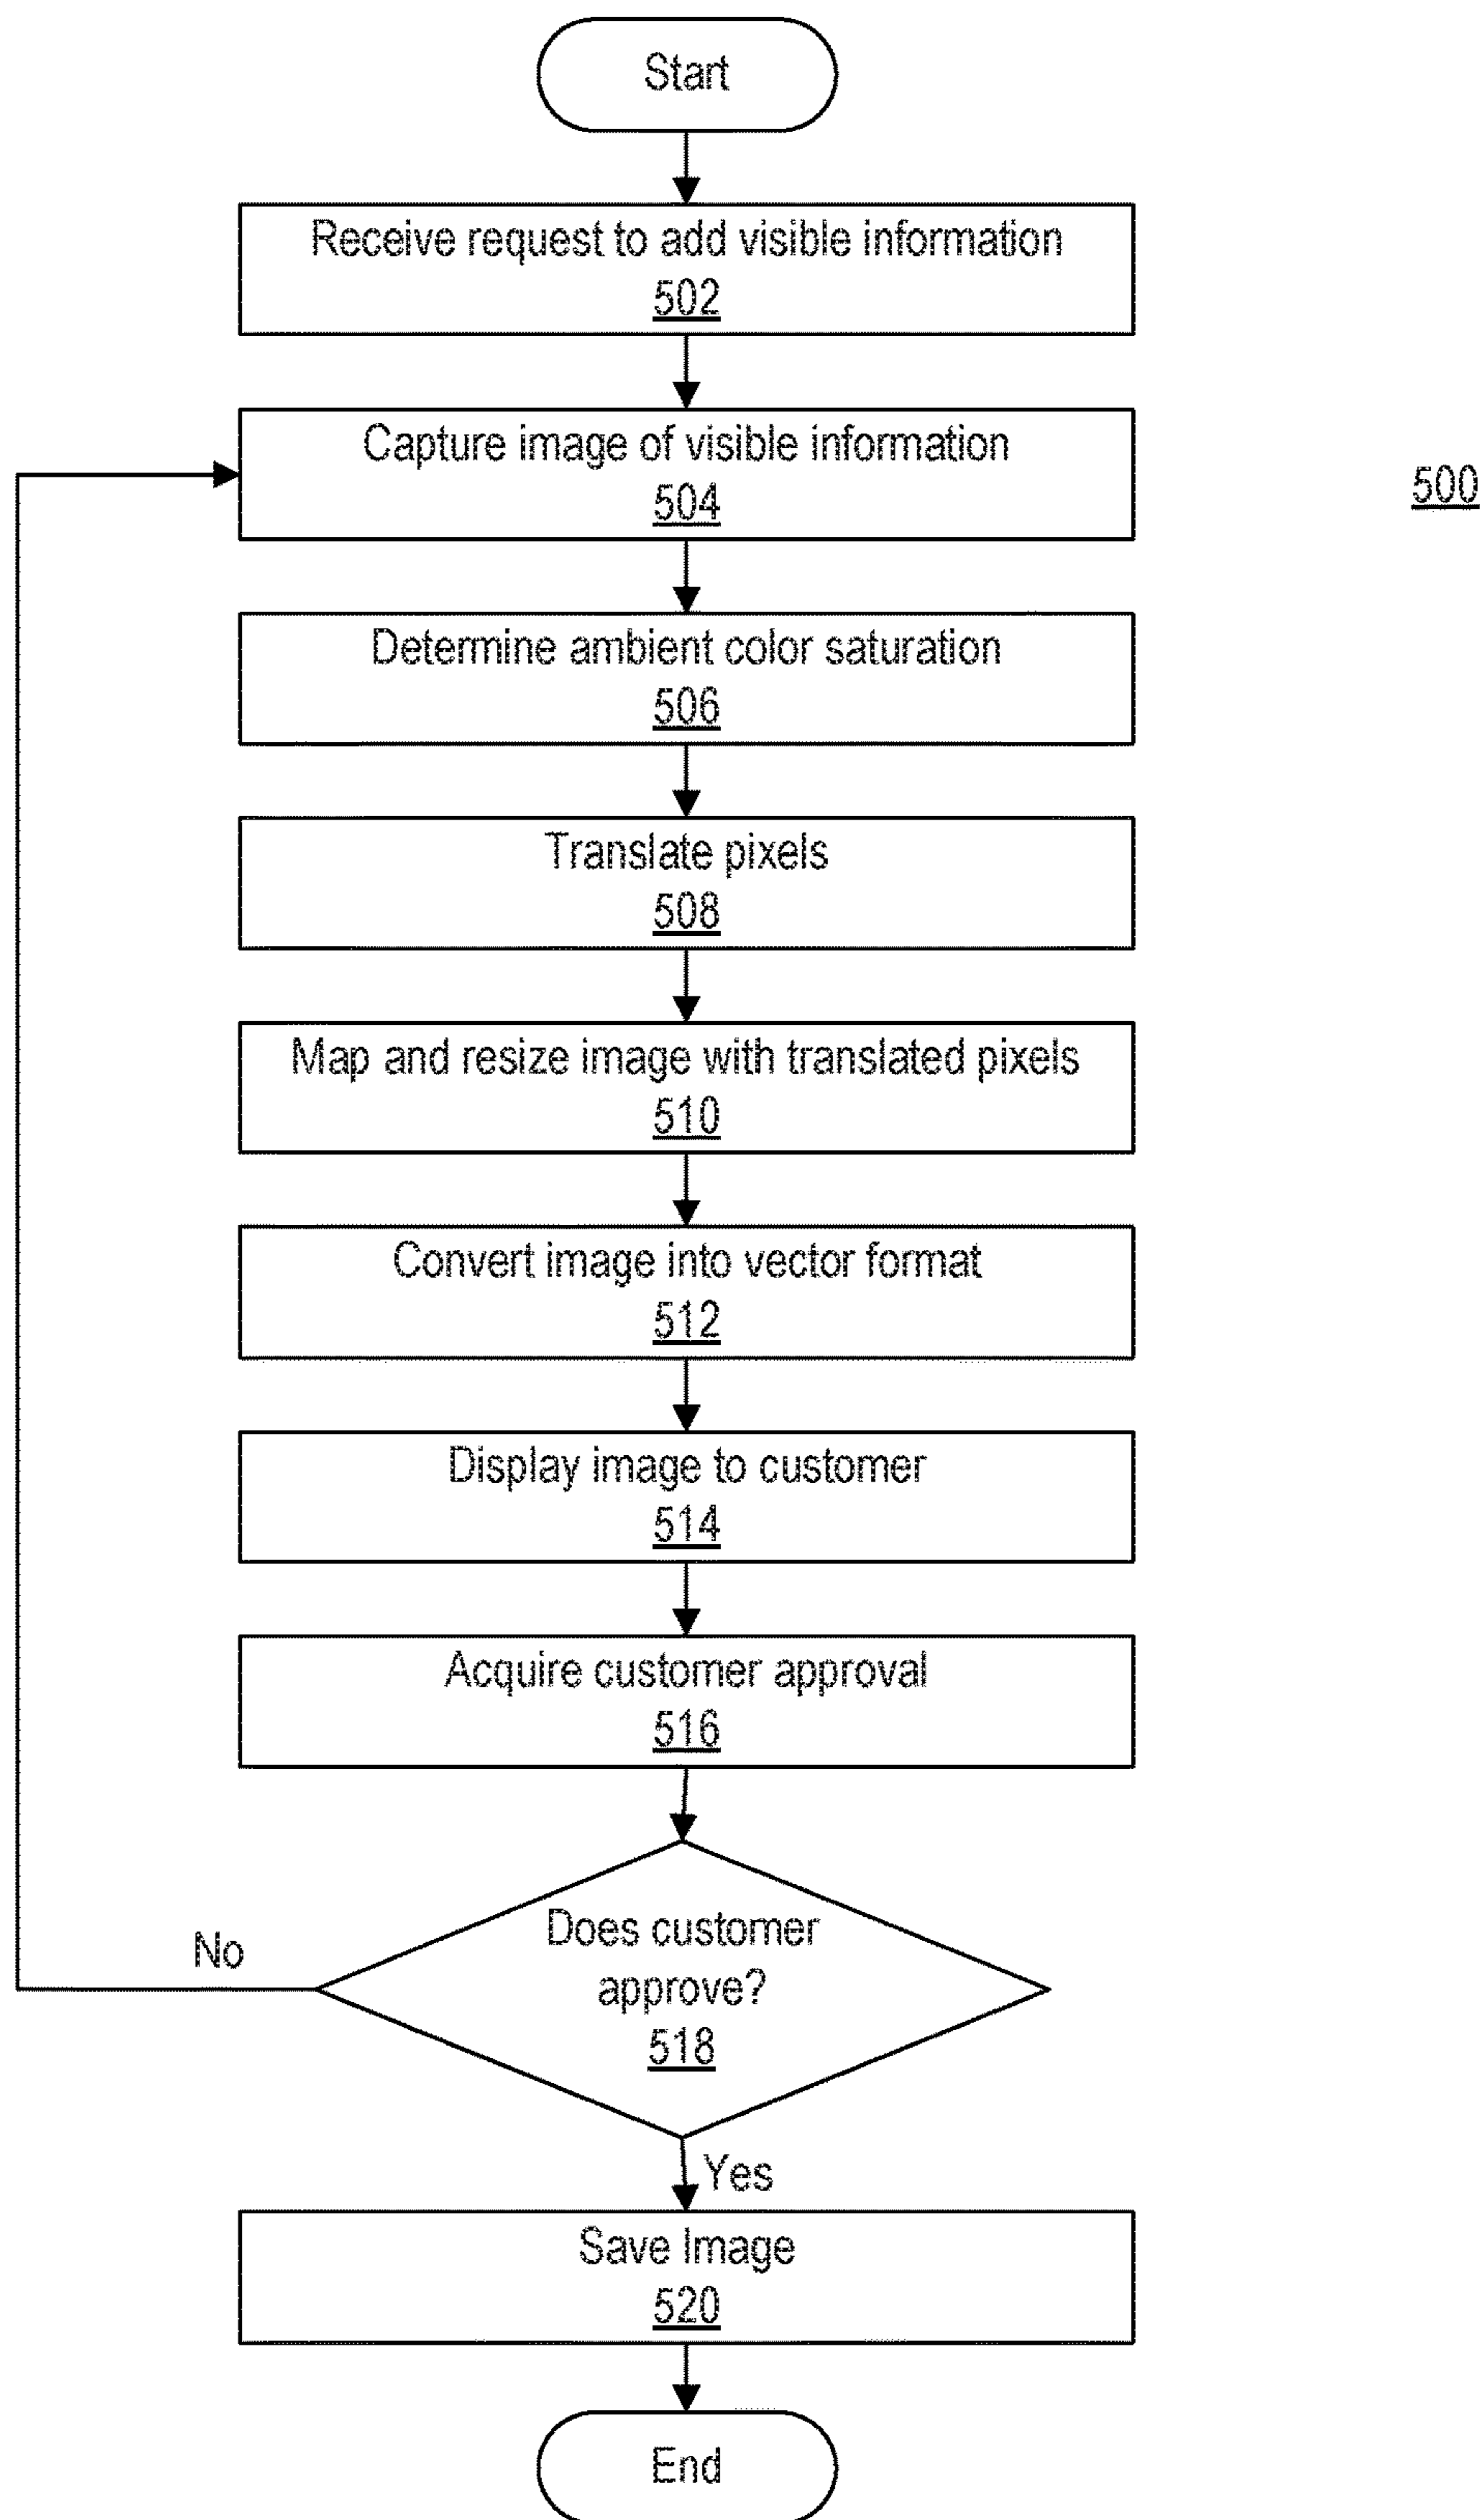 Start
Receive request to add visible information
502
Capture image of visible information
504
500
Determine ambient color saturation
506
Translate pixels
508
Map and resize image with translated pixels
510
Convert image into vector format
512
Display image to customer
514
Acquire customer approval
516
No
Does customer
approve?
518
Yes
Save Image
520
End